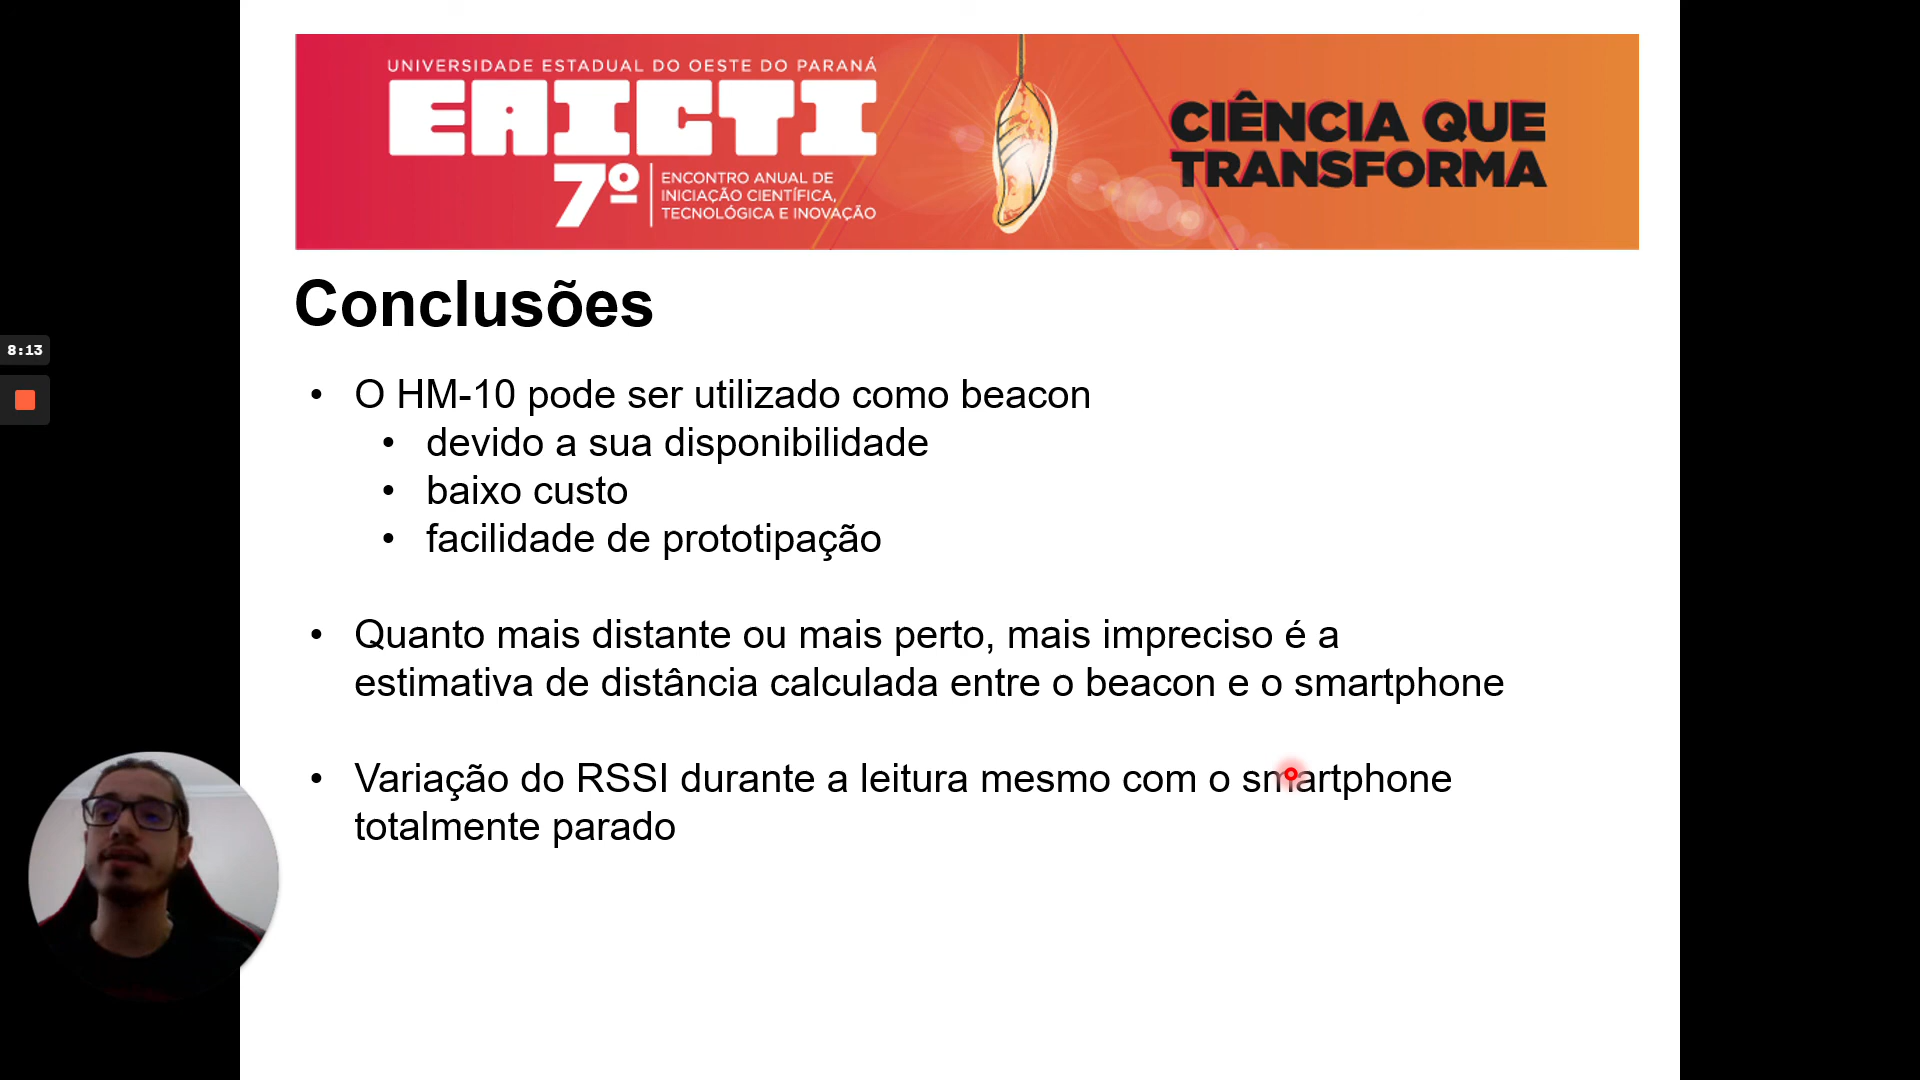 UNIVERSIDADE ESTADUAL DO OESTE DO PARANÁ
EAICTI
7º
ENCONTRO ANUAL DE
INICIAÇÃO CIENTÍFICA,
TECNOLÓGICA E INOVAÇÃO
CIÊNCIA QUE
TRANSFORMA
Conclusões
8:13
• O HM-10 pode ser utilizado como beacon
• devido a sua disponibilidade
• baixo custo
• facilidade de prototipação
• Quanto mais distante ou mais perto, mais impreciso é a
estimativa de distância calculada entre o beacon e o smartphone
• Variação do RSSI durante a leitura mesmo com o smartphone
totalmente parado